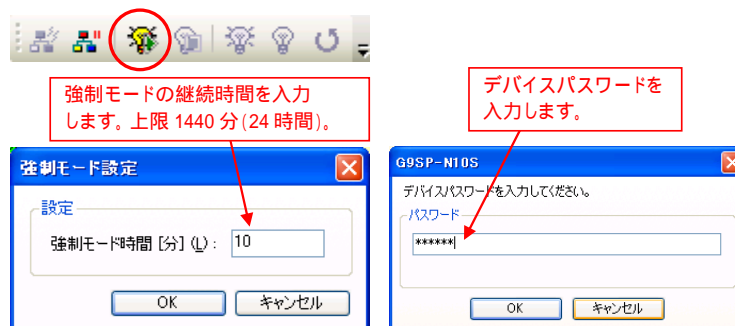 強制モードの継続時間を入力
します。上限 1440 分(24 時間)。
デバイスパスワードを
入力します。
強制モード設定
設定
強制モード時間 [分] (L) : 10
OK キャンセル
G9SP-N10S
デバイスパスワードを入力してください。
パスワード
******
OK キャンセル